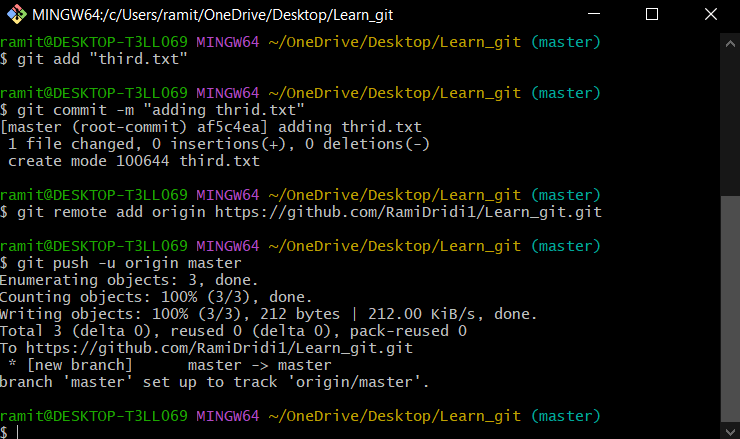 MINGW64:/c/Users/ramit/OneDrive/Desktop/Learn_git
ramit@DESKTOP-T3LLO69 MINGW64 ~/OneDrive/Desktop/Learn_git (master)
$ git add "third.txt"
ramit@DESKTOP-T3LLO69 MINGW64 ~/OneDrive/Desktop/Learn_git (master)
$ git commit -m "adding thrid.txt"
[master (root-commit) af5c4ea] adding thrid.txt
 1 file changed, 0 insertions(+), 0 deletions(-)
 create mode 100644 third.txt
ramit@DESKTOP-T3LLO69 MINGW64 ~/OneDrive/Desktop/Learn_git (master)
$ git remote add origin https://github.com/RamiDridi1/Learn_git.git
ramit@DESKTOP-T3LLO69 MINGW64 ~/OneDrive/Desktop/Learn_git (master)
$ git push -u origin master
Enumerating objects: 3, done.
Counting objects: 100% (3/3), done.
Writing objects: 100% (3/3), 212 bytes | 212.00 KiB/s, done.
Total 3 (delta 0), reused 0 (delta 0), pack-reused 0
To https://github.com/RamiDridi1/Learn_git.git
 * [new branch]      master -> master
branch 'master' set up to track 'origin/master'.
ramit@DESKTOP-T3LLO69 MINGW64 ~/OneDrive/Desktop/Learn_git (master)
$